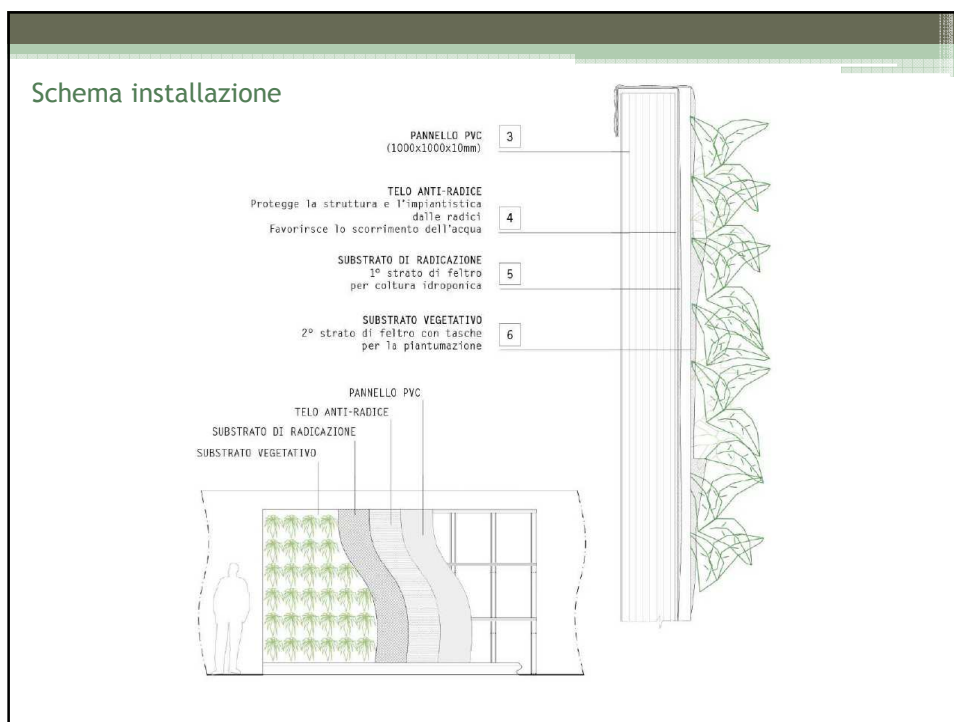 Schema installazione
PANNELLO PVC 3
(1000x1000x10mm)
TELO ANTI-RADICE
Protegge la struttura e l'impiantistica
dalle radici 4
Favorirsce lo scorrimento dell'acqua
SUBSTRATO DI RADICAZIONE
1º strato di feltro 5
per coltura idroponica
SUBSTRATO VEGETATIVO
2º strato di feltro con tasche 6
per la piantumazione
PANNELLO PVC
TELO ANTI-RADICE
SUBSTRATO DI RADICAZIONE
SUBSTRATO VEGETATIVO